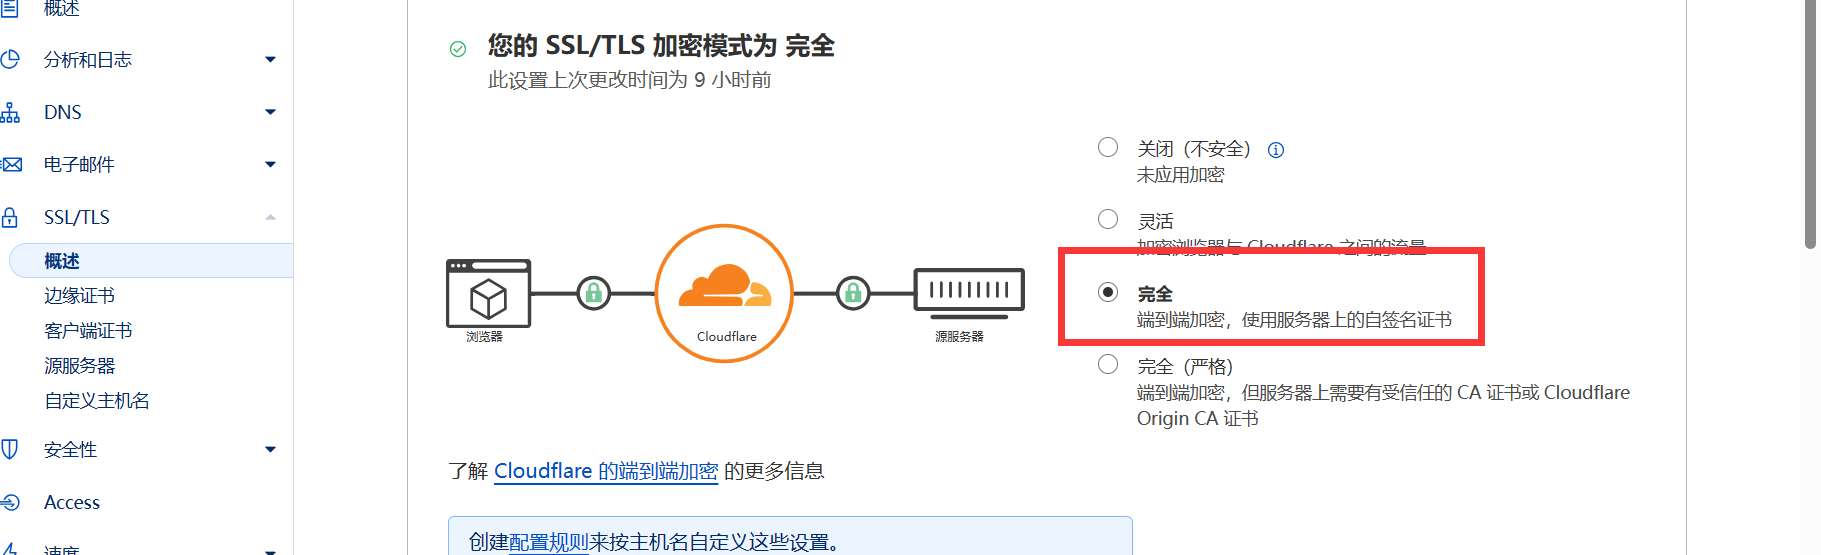 概述
分析和日志
DNS
电子邮件
SSL/TLS
概述
边缘证书
客户端证书
源服务器
自定义主机名
安全性
Access
速度
您的 SSL/TLS 加密模式为 完全
此设置上次更改时间为 9 小时前
浏览器
Cloudflare
源服务器
关闭（不安全）
未应用加密
灵活
加密浏览器与 Cloudflare 之间的流量
完全
端到端加密，使用服务器上的自签名证书
完全（严格）
端到端加密，但服务器上需要有受信任的 CA 证书或 Cloudflare
Origin CA 证书
了解 Cloudflare 的端到端加密 的更多信息
创建配置规则来按主机名自定义这些设置。